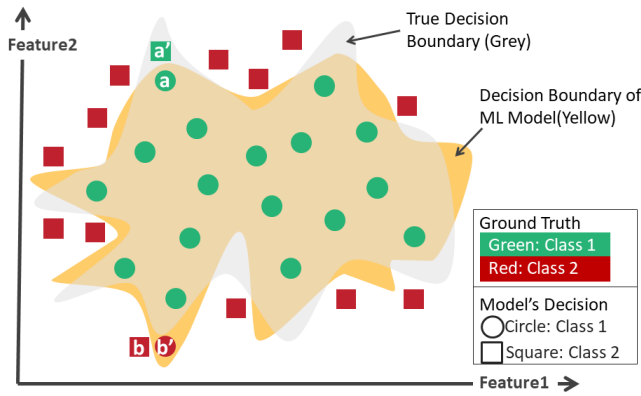 Feature2
a'
a
True Decision
Boundary (Grey)
Decision Boundary of
ML Model(Yellow)
Ground Truth
Green: Class 1
Red: Class 2
Model's Decision
Circle: Class 1
Square: Class 2
b b'
Feature1